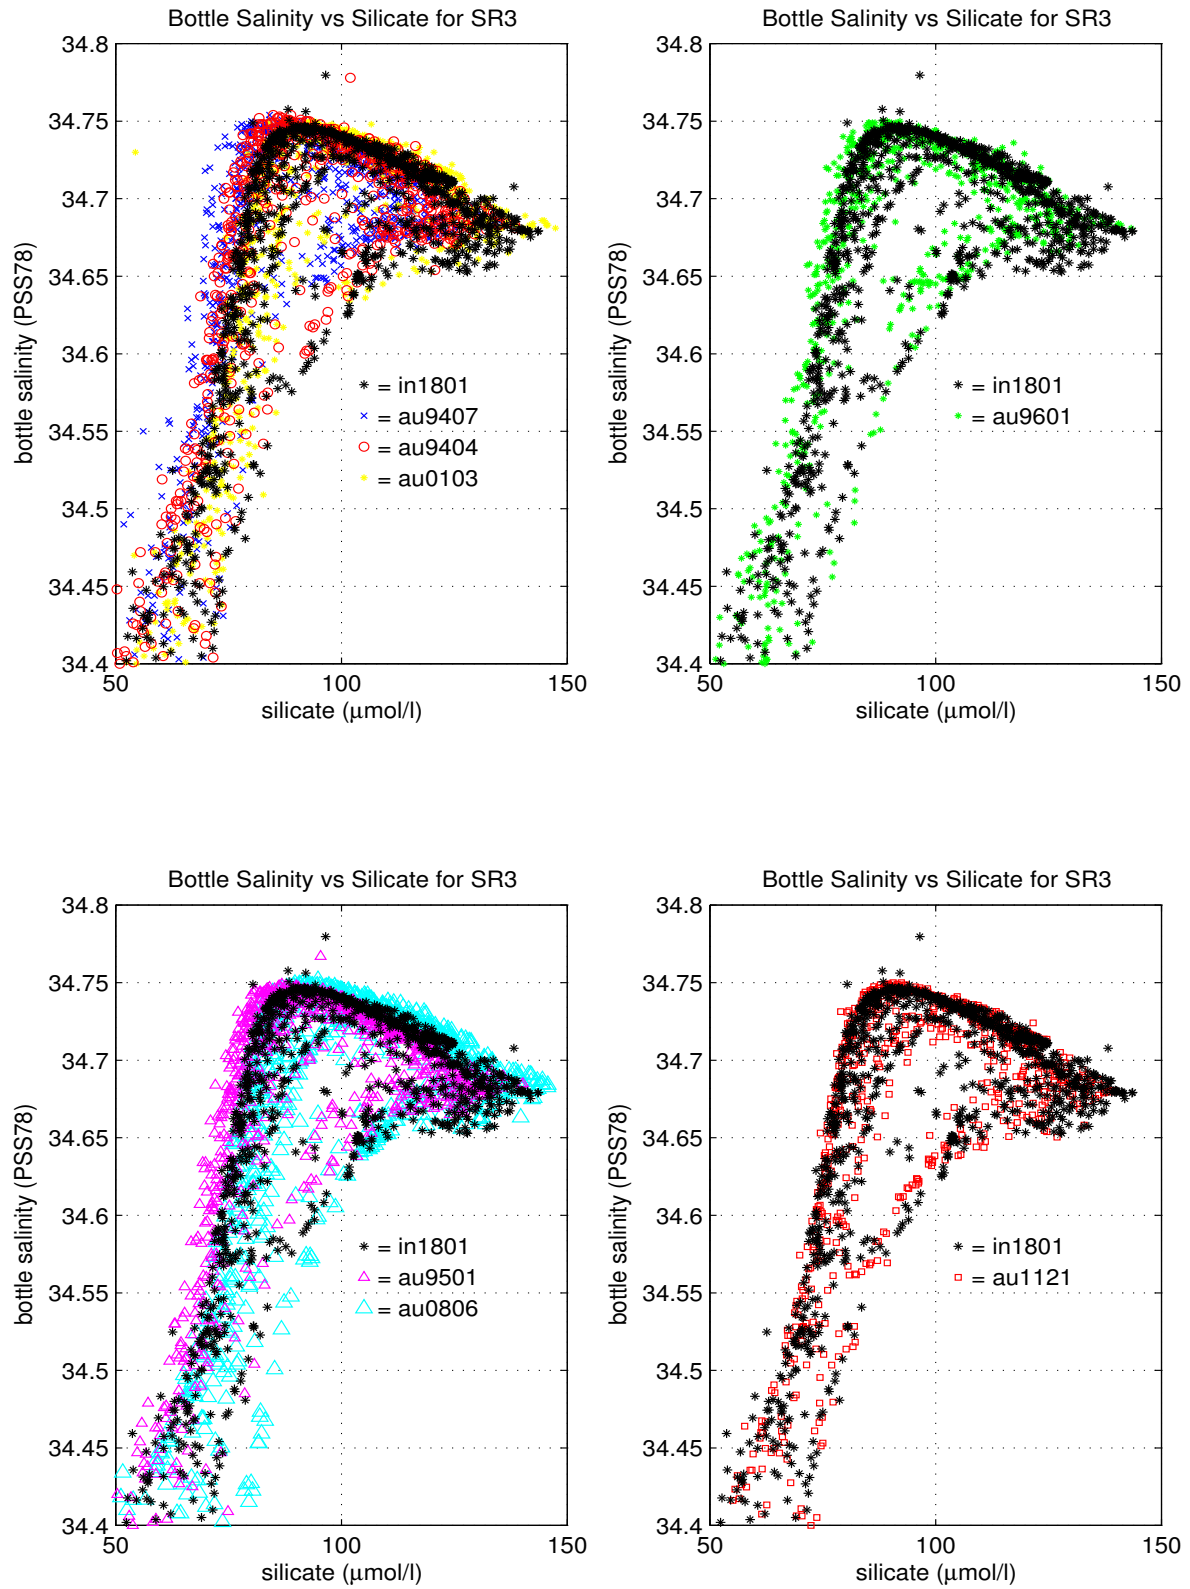 Bottle Salinity vs Silicate for SR3
34.8
34.75
34.7
34.65
34.6
34.55
34.5
34.45
34.4
50
100
150
bottle salinity (PSS78)
silicate (μmol/l)
= in1801
= au9407
= au9404
= au0103
Bottle Salinity vs Silicate for SR3
34.8
34.75
34.7
34.65
34.6
34.55
34.5
34.45
34.4
50
100
150
bottle salinity (PSS78)
silicate (μmol/l)
= in1801
= au9601
Bottle Salinity vs Silicate for SR3
34.8
34.75
34.7
34.65
34.6
34.55
34.5
34.45
34.4
50
100
150
bottle salinity (PSS78)
silicate (μmol/l)
= in1801
= au9501
= au0806
Bottle Salinity vs Silicate for SR3
34.8
34.75
34.7
34.65
34.6
34.55
34.5
34.45
34.4
50
100
150
bottle salinity (PSS78)
silicate (μmol/l)
= in1801
= au1121